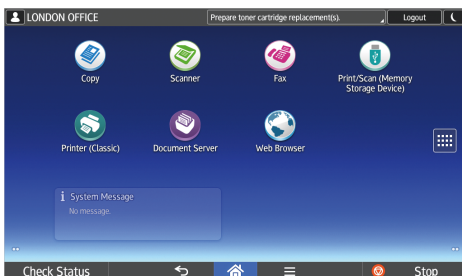 LONDON OFFICE
Prepare toner cartridge replacement(s).
Logout
Copy
Scanner
Fax
Print/Scan (Memory
Storage Device)
Printer (Classic)
Document Server
Web Browser
System Message
No message.
Check Status
Stop